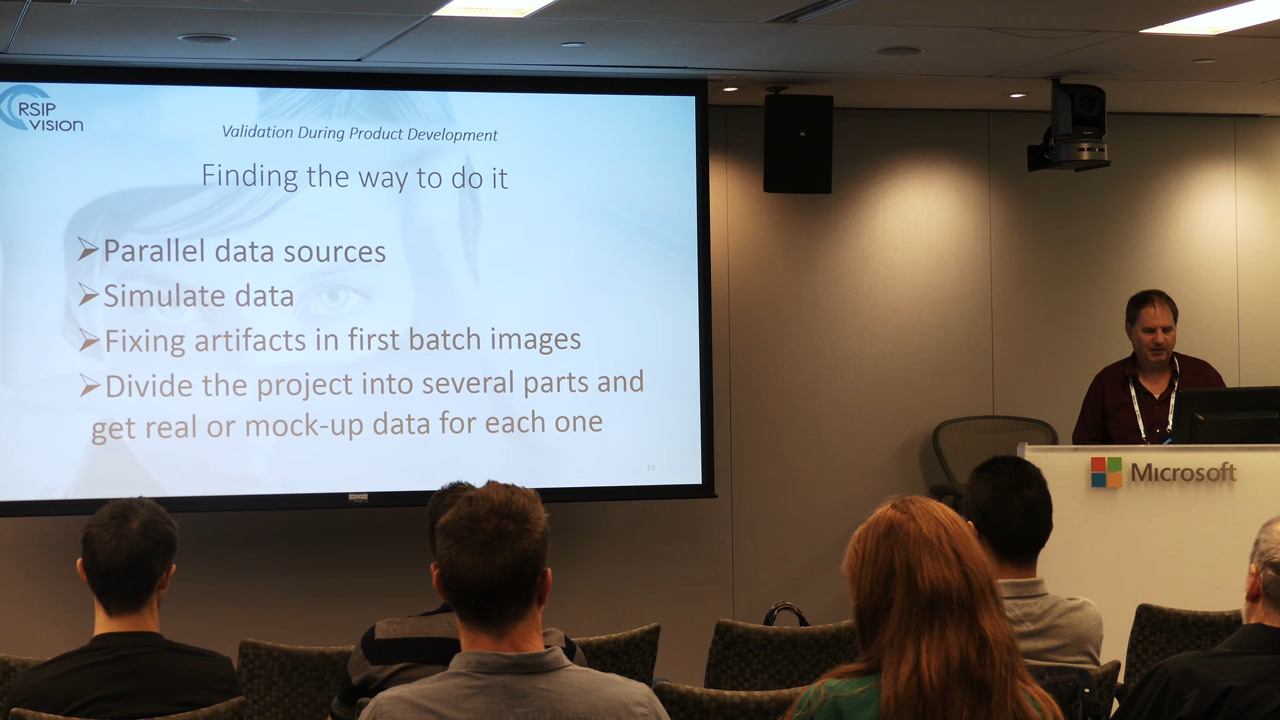 RSIP
VISION
Validation During Product Development
Finding the way to do it
Parallel data sources
Simulate data
Fixing artifacts in first batch images
Divide the project into several parts and
get real or mock-up data for each one
24
Microsoft